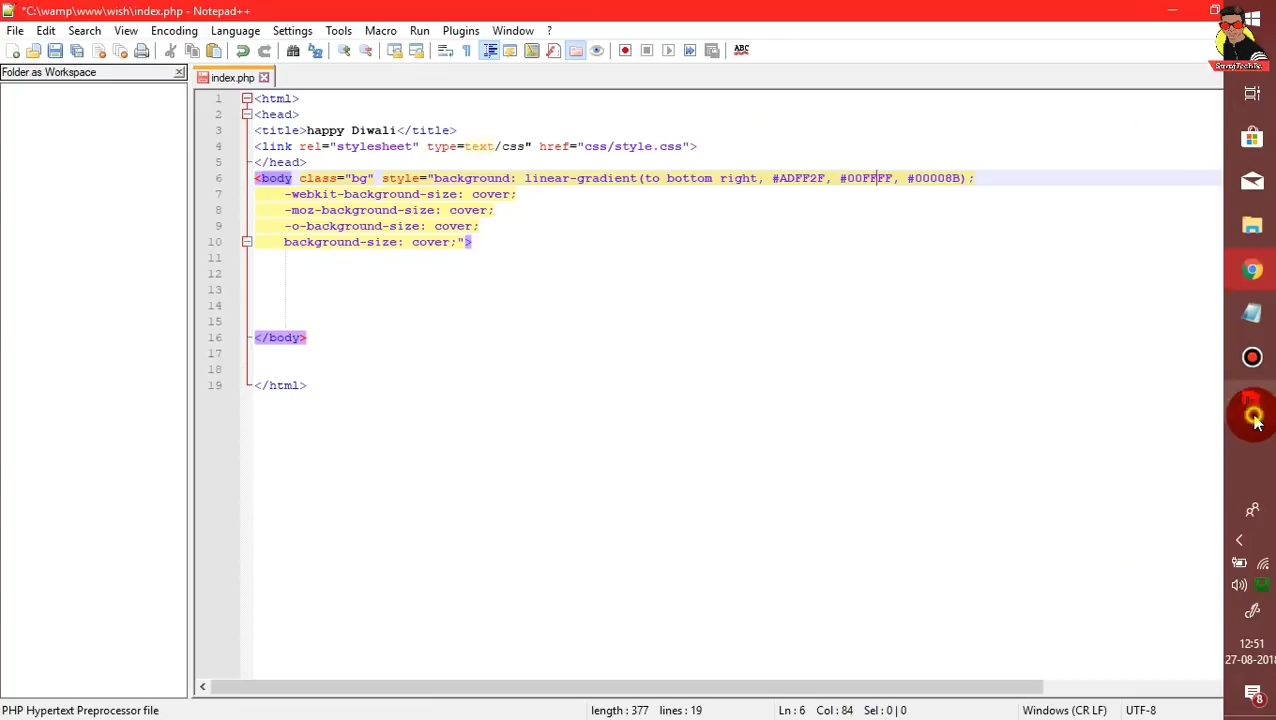 *C:\wamp\www\wish\index.php - Notepad++
File Edit Search View Encoding Language Settings Tools Macro Run Plugins Window ?
ABC
Folder as Workspace
index.php
1 <html>
2 <head>
3 <title>happy Diwali</title>
4 <link rel="stylesheet" type=text/css" href="css/style.css">
5 </head>
6 <body class="bg" style="background: linear-gradient(to bottom right, #ADFF2F, #00FFFF, #00008B);
7 -webkit-background-size: cover;
8 -moz-background-size: cover;
9 -o-background-size: cover;
10 background-size: cover;">
11
12
13
14
15
16 </body>
17
18
19 </html>
12:51
27-08-2018
8
PHP Hypertext Preprocessor file length : 377 lines : 19 Ln : 6 Col : 84 Sel : 0 | 0 Windows (CR LF) UTF-8